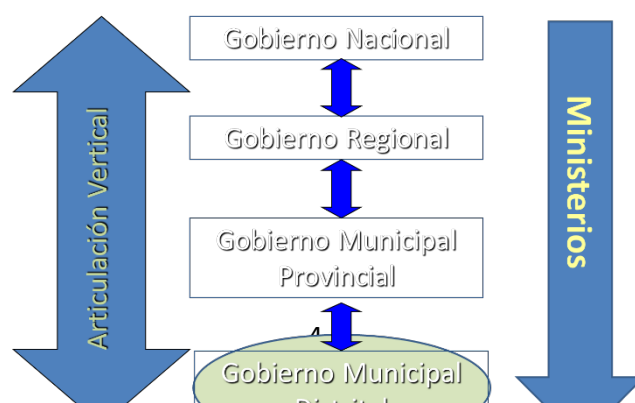 Gobierno Nacional
Gobierno Regional
Gobierno Municipal
Provincial
Gobierno Municipal
Articulación Vertical
Ministerios